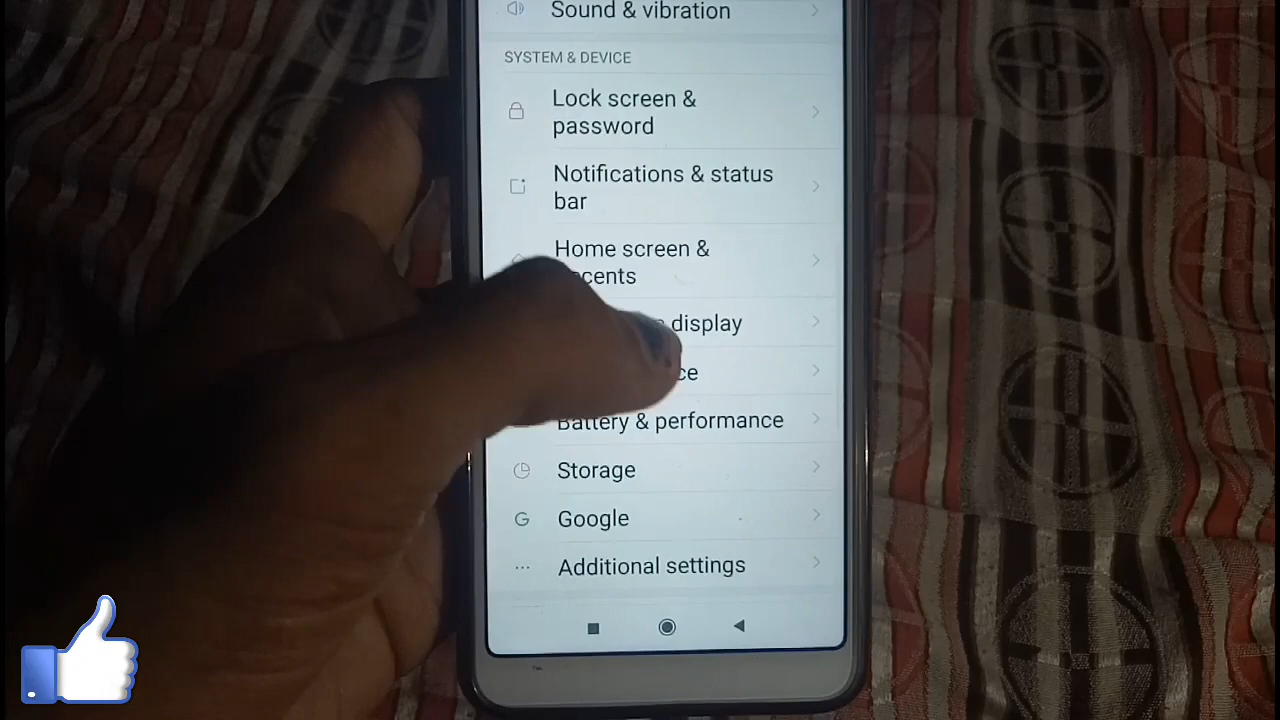 Sound & vibration
SYSTEM & DEVICE
Lock screen &
password
Notifications & status
bar
Home screen &
display
Battery & performance
Storage
Google
Additional settings